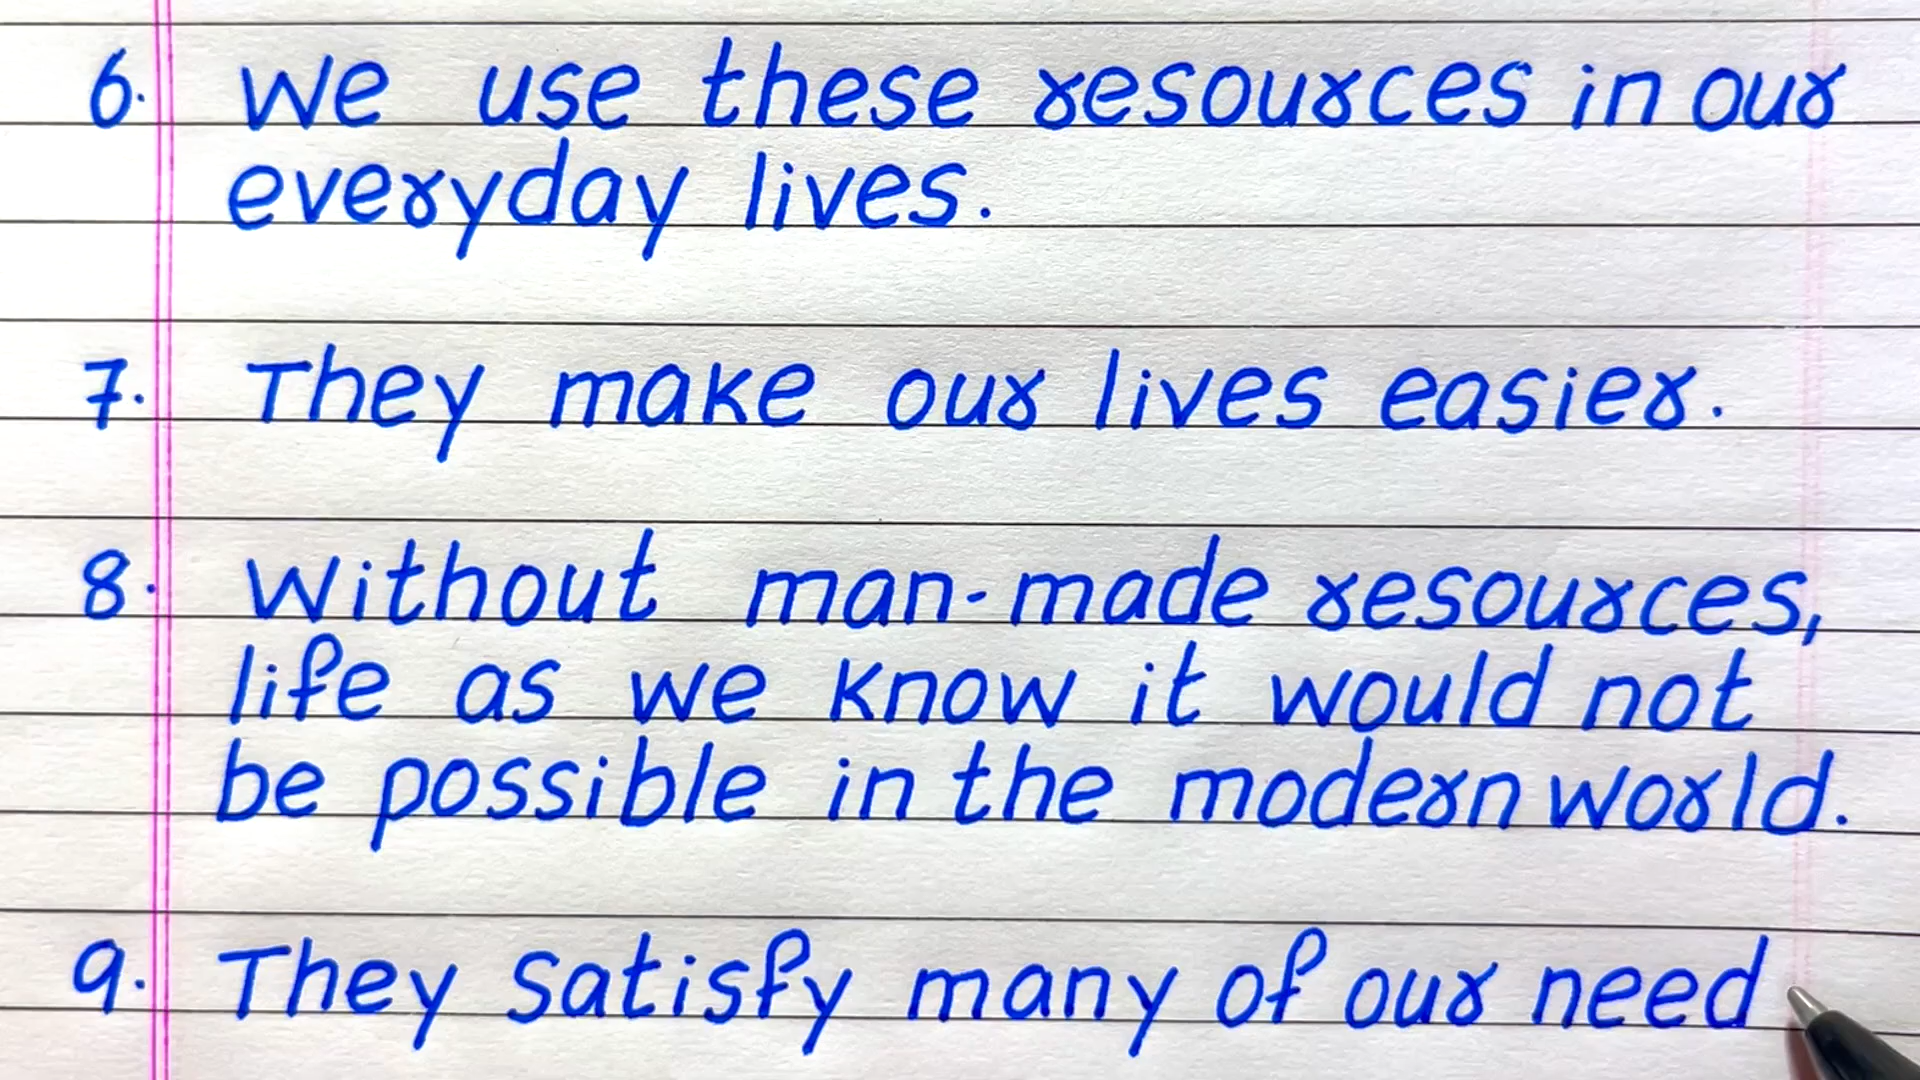 6. We use these resources in our
everyday lives.
7. They make our lives easier.
8. Without man-made resources,
life as we know it would not
be possible in the modern world.
9. They satisfy many of our need